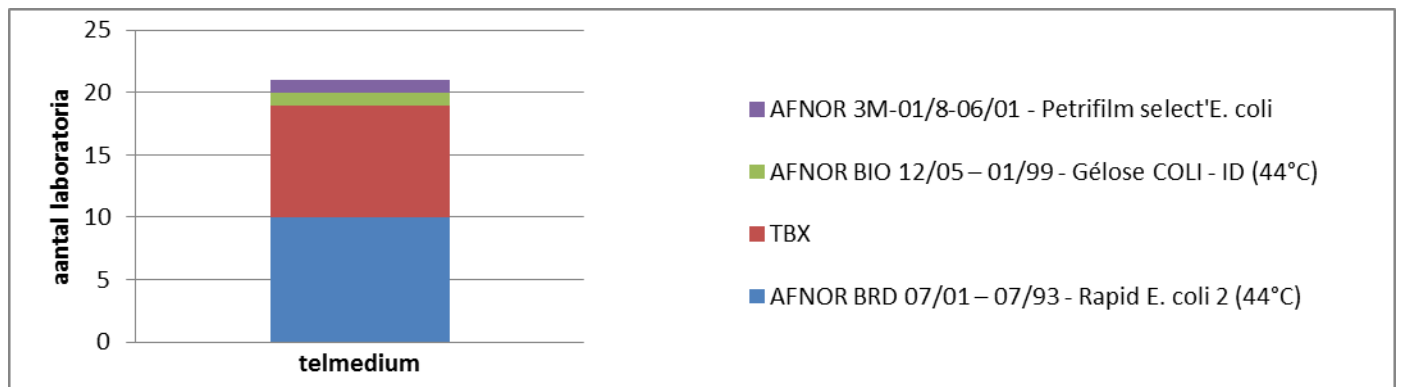 25
20
15
10
5
0
aantal laboratoria
telmedium
AFNOR 3M-01/8-06/01 - Petrifilm select'E. coli
AFNOR BIO 12/05 – 01/99 - Gélose COLI - ID (44°C)
TBX
AFNOR BRD 07/01 – 07/93 - Rapid E. coli 2 (44°C)